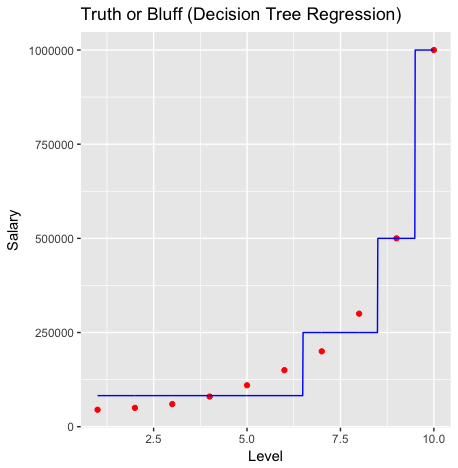 Truth or Bluff (Decision Tree Regression)
1000000
750000
500000
250000
0
2.5 5.0 7.5 10.0
Level
Salary